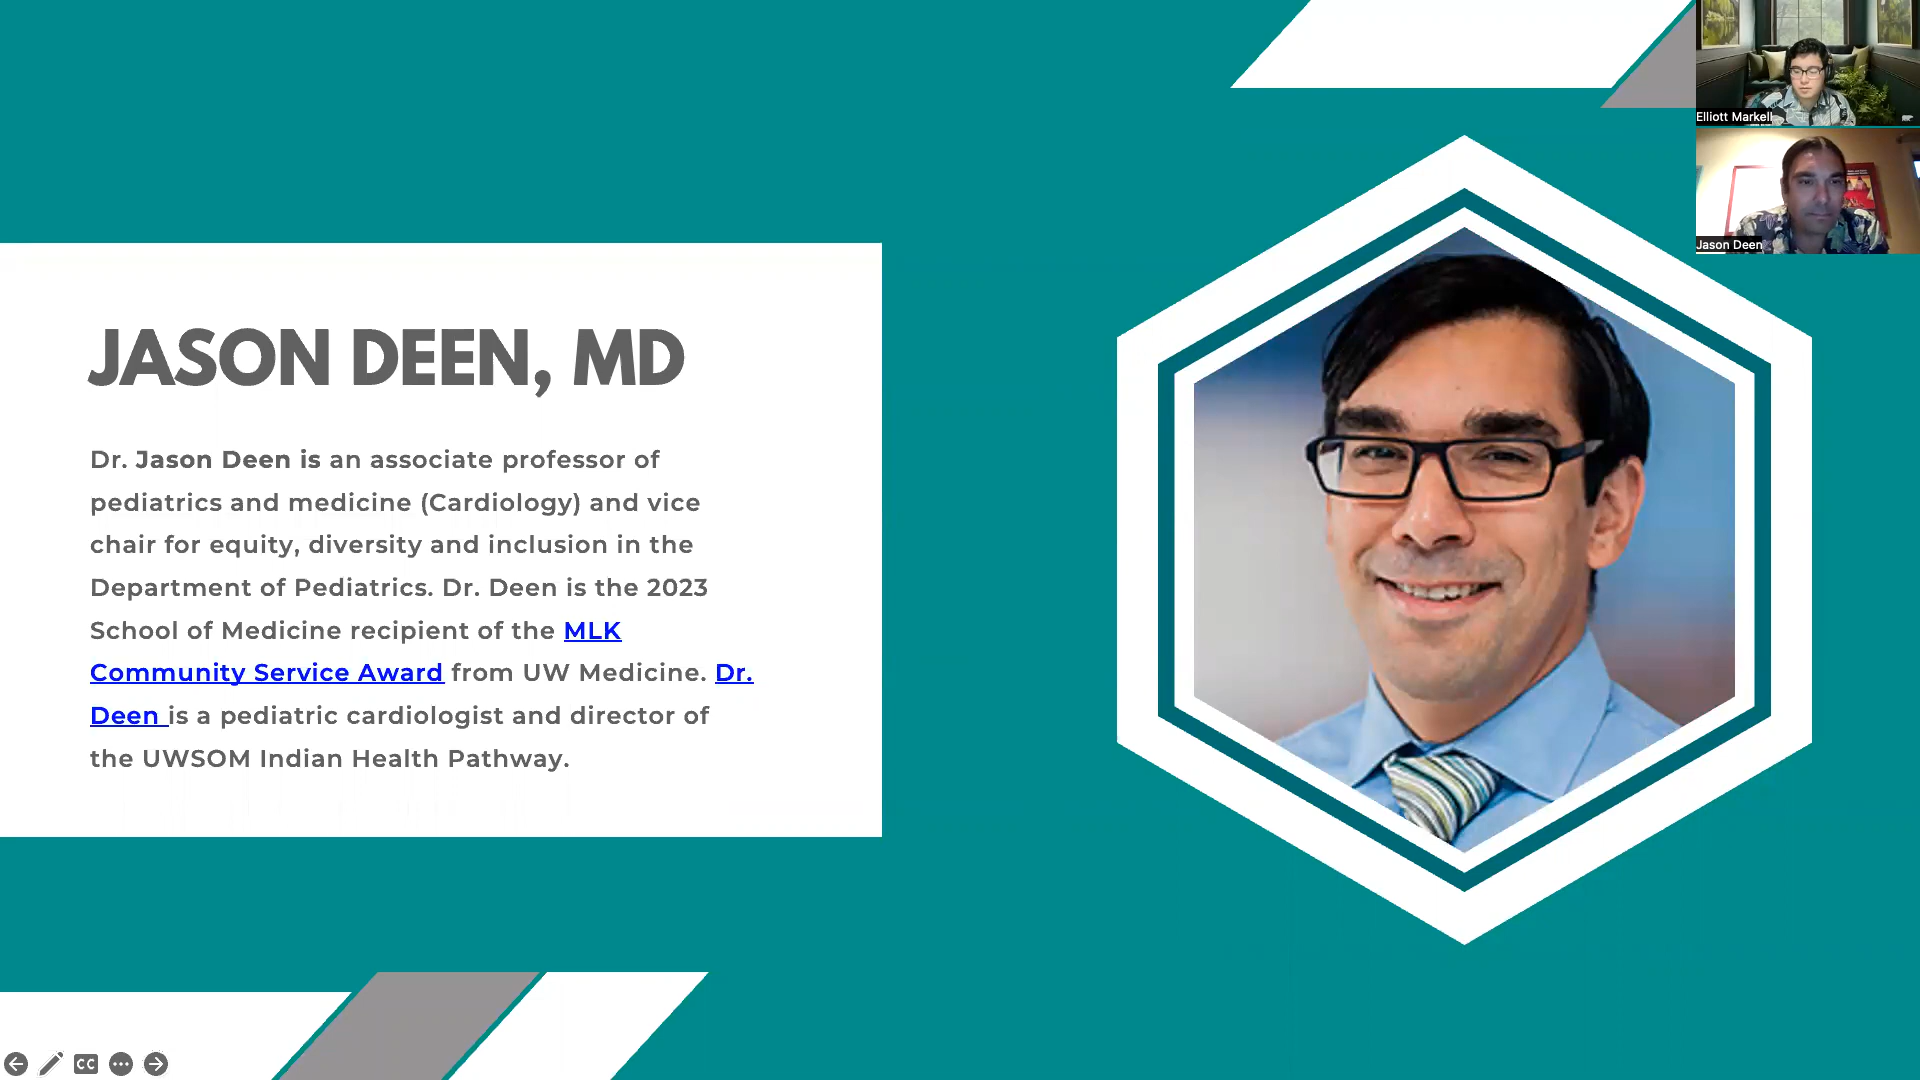 JASON DEEN, MD
Dr. Jason Deen is an associate professor of
pediatrics and medicine (Cardiology) and vice
chair for equity, diversity and inclusion in the
Department of Pediatrics. Dr. Deen is the 2023
School of Medicine recipient of the MLK
Community Service Award from UW Medicine. Dr.
Deen is a pediatric cardiologist and director of
the UWSOM Indian Health Pathway.
Elliott Markell
Jason Deen
CC